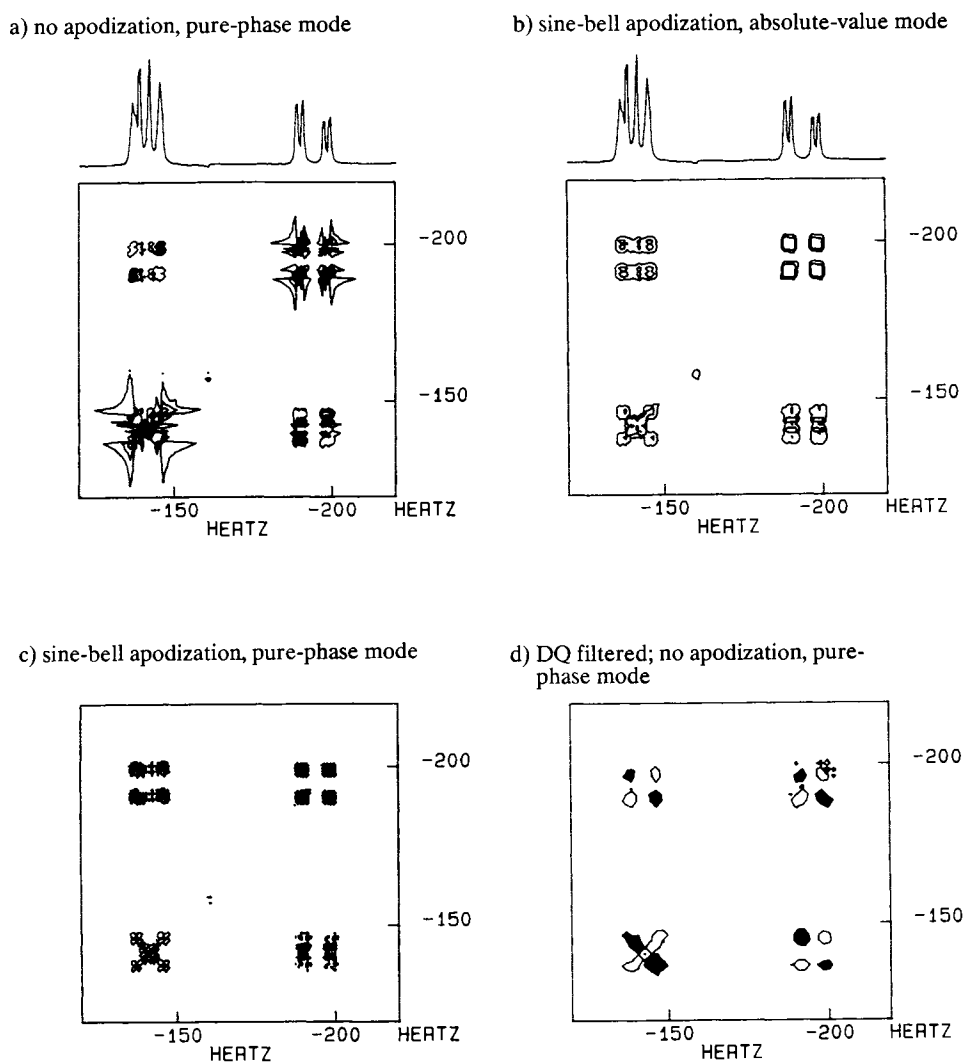 a) no apodization, pure-phase mode
b) sine-bell apodization, absolute-value mode
-200
-150
-150
-200
HERTZ
HERTZ
-200
-150
-150
-200
HERTZ
HERTZ
c) sine-bell apodization, pure-phase mode
d) DQ filtered; no apodization, pure-
phase mode
-200
-150
-150
-200
HERTZ
HERTZ
-200
-150
-150
-200
HERTZ
HERTZ